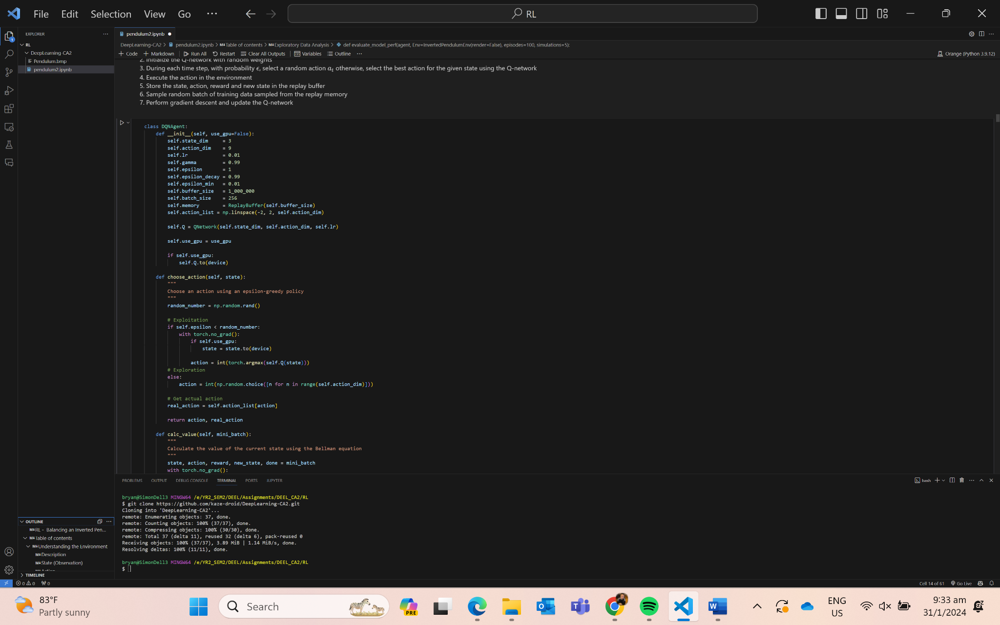 File Edit Selection View Go ··· RL
EXPLORER ···
RL
DeepLearning-CA2
Pendulum.bmp
pendulum2.ipynb
pendulum2.ipynb
DeepLearning-CA2 > pendulum2.ipynb > M↓Table of contents > M↓Exploratory Data Analysis > def evaluate_model_perf(agent, Env=InvertedPendulumEnv(render=False), episodes=100, simulations=5):
+ Code + Markdown Run All Restart Clear All Outputs Variables Outline ··· Orange (Python 3.9.12)
2. Initialize the Q-network with random weights
3. During each time step, with probability ϵ, select a random action aₜ otherwise, select the best action for the given state using the Q-network
4. Execute the action in the environment
5. Store the state, action, reward and new state in the replay buffer
6. Sample random batch of training data sampled from the replay memory
7. Perform gradient descent and update the Q-network
class DQNAgent:
def __init__(self, use_gpu=False):
self.state_dim = 3
self.action_dim = 9
self.lr = 0.01
self.gamma = 0.99
self.epsilon = 1
self.epsilon_decay = 0.99
self.epsilon_min = 0.01
self.buffer_size = 1_000_000
self.batch_size = 256
self.memory = ReplayBuffer(self.buffer_size)
self.action_list = np.linspace(-2, 2, self.action_dim)
self.Q = QNetwork(self.state_dim, self.action_dim, self.lr)
self.use_gpu = use_gpu
if self.use_gpu:
self.Q.to(device)
def choose_action(self, state):
"""
Choose an action using an epsilon-greedy policy
"""
random_number = np.random.rand()
# Exploitation
if self.epsilon < random_number:
with torch.no_grad():
if self.use_gpu:
state = state.to(device)
action = int(torch.argmax(self.Q(state)))
# Exploration
else:
action = int(np.random.choice([n for n in range(self.action_dim)]))
# Get actual action
real_action = self.action_list[action]
return action, real_action
def calc_value(self, mini_batch):
"""
Calculate the value of the current state using the Bellman equation
"""
state, action, reward, new_state, done = mini_batch
with torch.no_grad():
PROBLEMS OUTPUT DEBUG CONSOLE TERMINAL PORTS JUPYTER bash
bryan@SimonDell3 MINGW64 /e/YR2_SEM2/DEEL/Assignments/DEEL_CA2/RL
$ git clone https://github.com/kaze-droid/DeepLearning-CA2.git
Cloning into 'DeepLearning-CA2'...
remote: Enumerating objects: 37, done.
remote: Counting objects: 100% (37/37), done.
remote: Compressing objects: 100% (30/30), done.
remote: Total 37 (delta 11), reused 32 (delta 6), pack-reused 0
Receiving objects: 100% (37/37), 3.89 MiB | 1.14 MiB/s, done.
Resolving deltas: 100% (11/11), done.
bryan@SimonDell3 MINGW64 /e/YR2_SEM2/DEEL/Assignments/DEEL_CA2/RL
$
OUTLINE
M↓RL - Balancing an Inverted Pen...
M↓Table of contents
M↓Understanding the Environment
M↓Description
M↓State (Observation)
M↓Action
TIMELINE
0 0 0 Cell 14 of 61 Go Live
83°F
Partly sunny
Search
PRE
ENG
US
9:33 am
31/1/2024